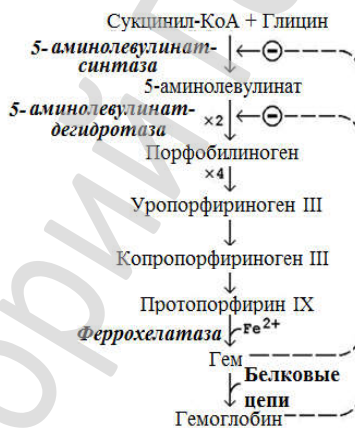 Сукцинил-КоА + Глицин
5-аминолевулинат-
синтаза
5-аминолевулинат
5-аминолевулинат-
дегидротаза
×2
Порфобилиноген
×4
Уропорфириноген III
Копропорфириноген III
Протопорфирин IX
Феррохелатаза
Fe2+
Гем
Белковые
цепи
Гемоглобин